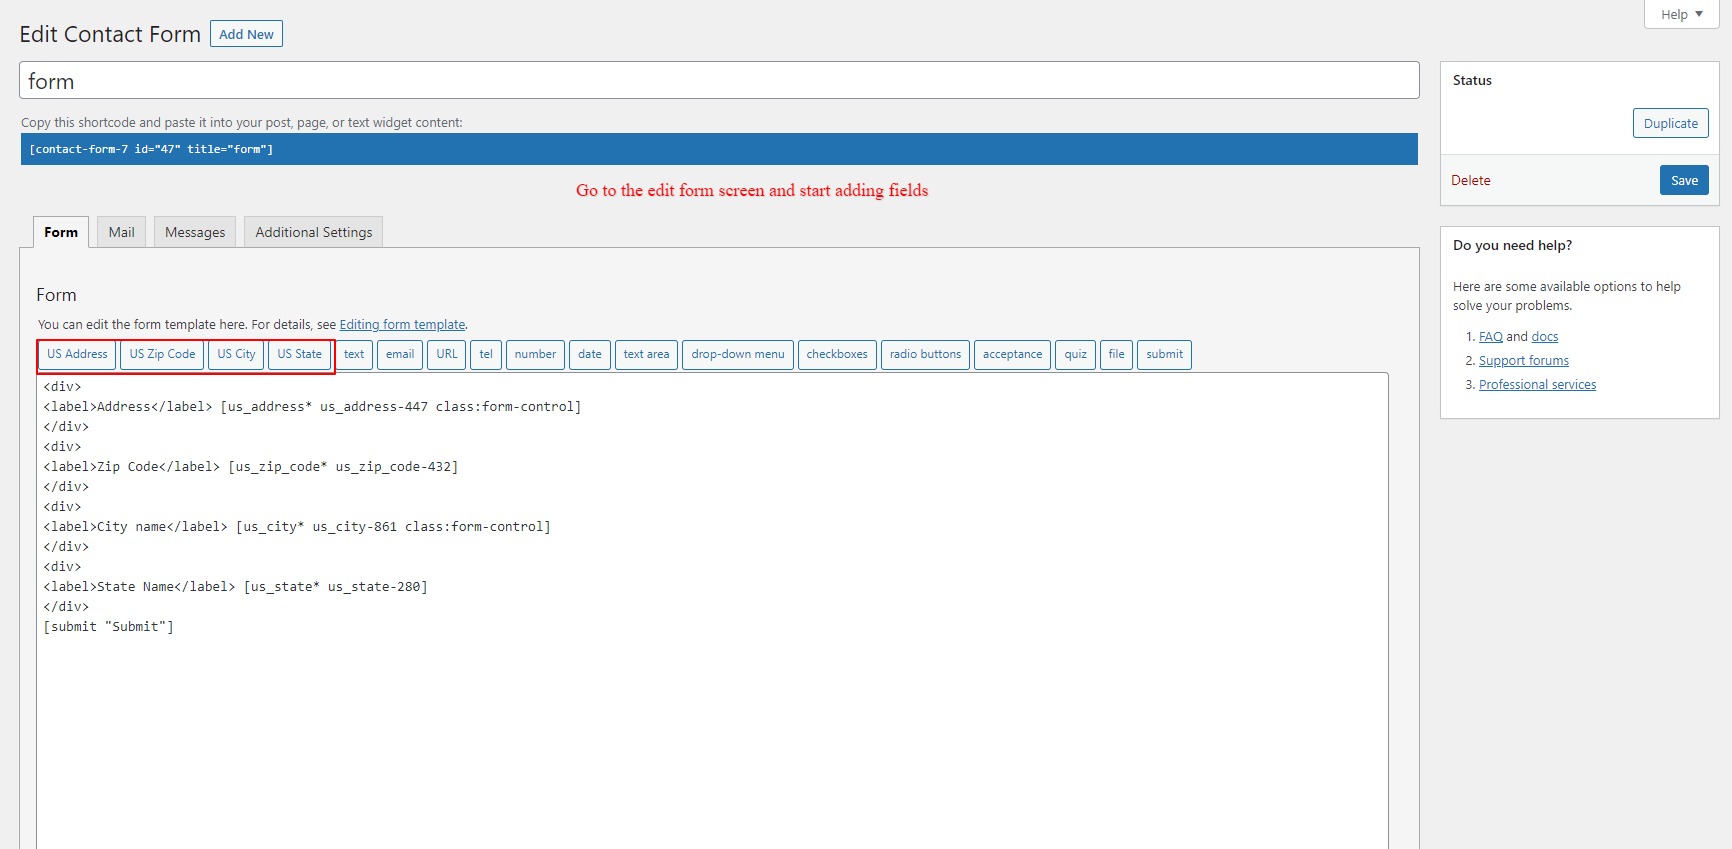 Help
Edit Contact Form Add New
form
Copy this shortcode and paste it into your post, page, or text widget content:
[contact-form-7 id="47" title="form"]
Go to the edit form screen and start adding fields
Form Mail Messages Additional Settings
Form
You can edit the form template here. For details, see Editing form template.
US Address US Zip Code US City US State text email URL tel number date text area drop-down menu checkboxes radio buttons acceptance quiz file submit
<div>
<label>Address</label> [us_address* us_address-447 class:form-control]
</div>
<div>
<label>Zip Code</label> [us_zip_code* us_zip_code-432]
</div>
<div>
<label>City name</label> [us_city* us_city-861 class:form-control]
</div>
<div>
<label>State Name</label> [us_state* us_state-280]
</div>
[submit "Submit"]
Status
Duplicate
Delete Save
Do you need help?
Here are some available options to help
solve your problems.
1. FAQ and docs
2. Support forums
3. Professional services